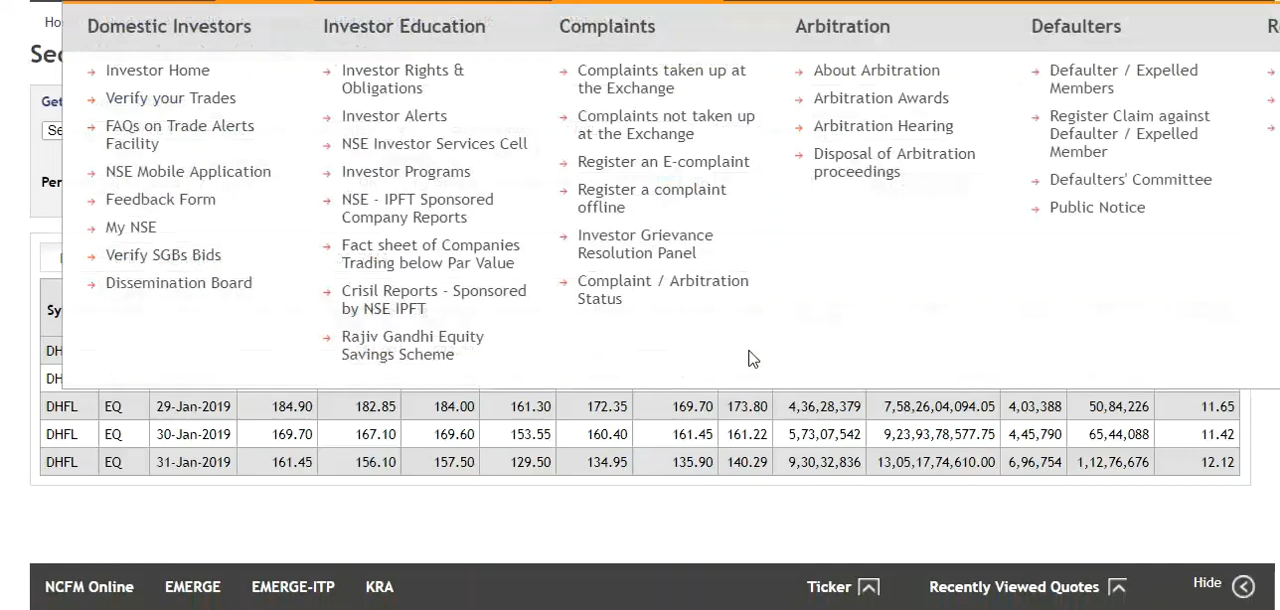 Ho
Domestic Investors
Investor Education
Complaints
Arbitration
Defaulters
R
Sec
Get
Se
Per
Sy
DH
DH
Investor Home
Verify your Trades
FAQs on Trade Alerts
Facility
NSE Mobile Application
Feedback Form
My NSE
Verify SGBs Bids
Dissemination Board
Investor Rights &
Obligations
Investor Alerts
NSE Investor Services Cell
Investor Programs
NSE - IPFT Sponsored
Company Reports
Fact sheet of Companies
Trading below Par Value
Crisil Reports - Sponsored
by NSE IPFT
Rajiv Gandhi Equity
Savings Scheme
Complaints taken up at
the Exchange
Complaints not taken up
at the Exchange
Register an E-complaint
Register a complaint
offline
Investor Grievance
Resolution Panel
Complaint / Arbitration
Status
About Arbitration
Arbitration Awards
Arbitration Hearing
Disposal of Arbitration
proceedings
Defaulter / Expelled
Members
Register Claim against
Defaulter / Expelled
Member
Defaulters' Committee
Public Notice
DHFL EQ 29-Jan-2019 184.90 182.85 184.00 161.30 172.35 169.70 173.80 4,36,28,379 7,58,26,04,094.05 4,03,388 50,84,226 11.65
DHFL EQ 30-Jan-2019 169.70 167.10 169.60 153.55 160.40 161.45 161.22 5,73,07,542 9,23,93,78,577.75 4,45,790 65,44,088 11.42
DHFL EQ 31-Jan-2019 161.45 156.10 157.50 129.50 134.95 135.90 140.29 9,30,32,836 13,05,17,74,610.00 6,96,754 1,12,76,676 12.12
NCFM Online EMERGE EMERGE-ITP KRA Ticker Recently Viewed Quotes Hide